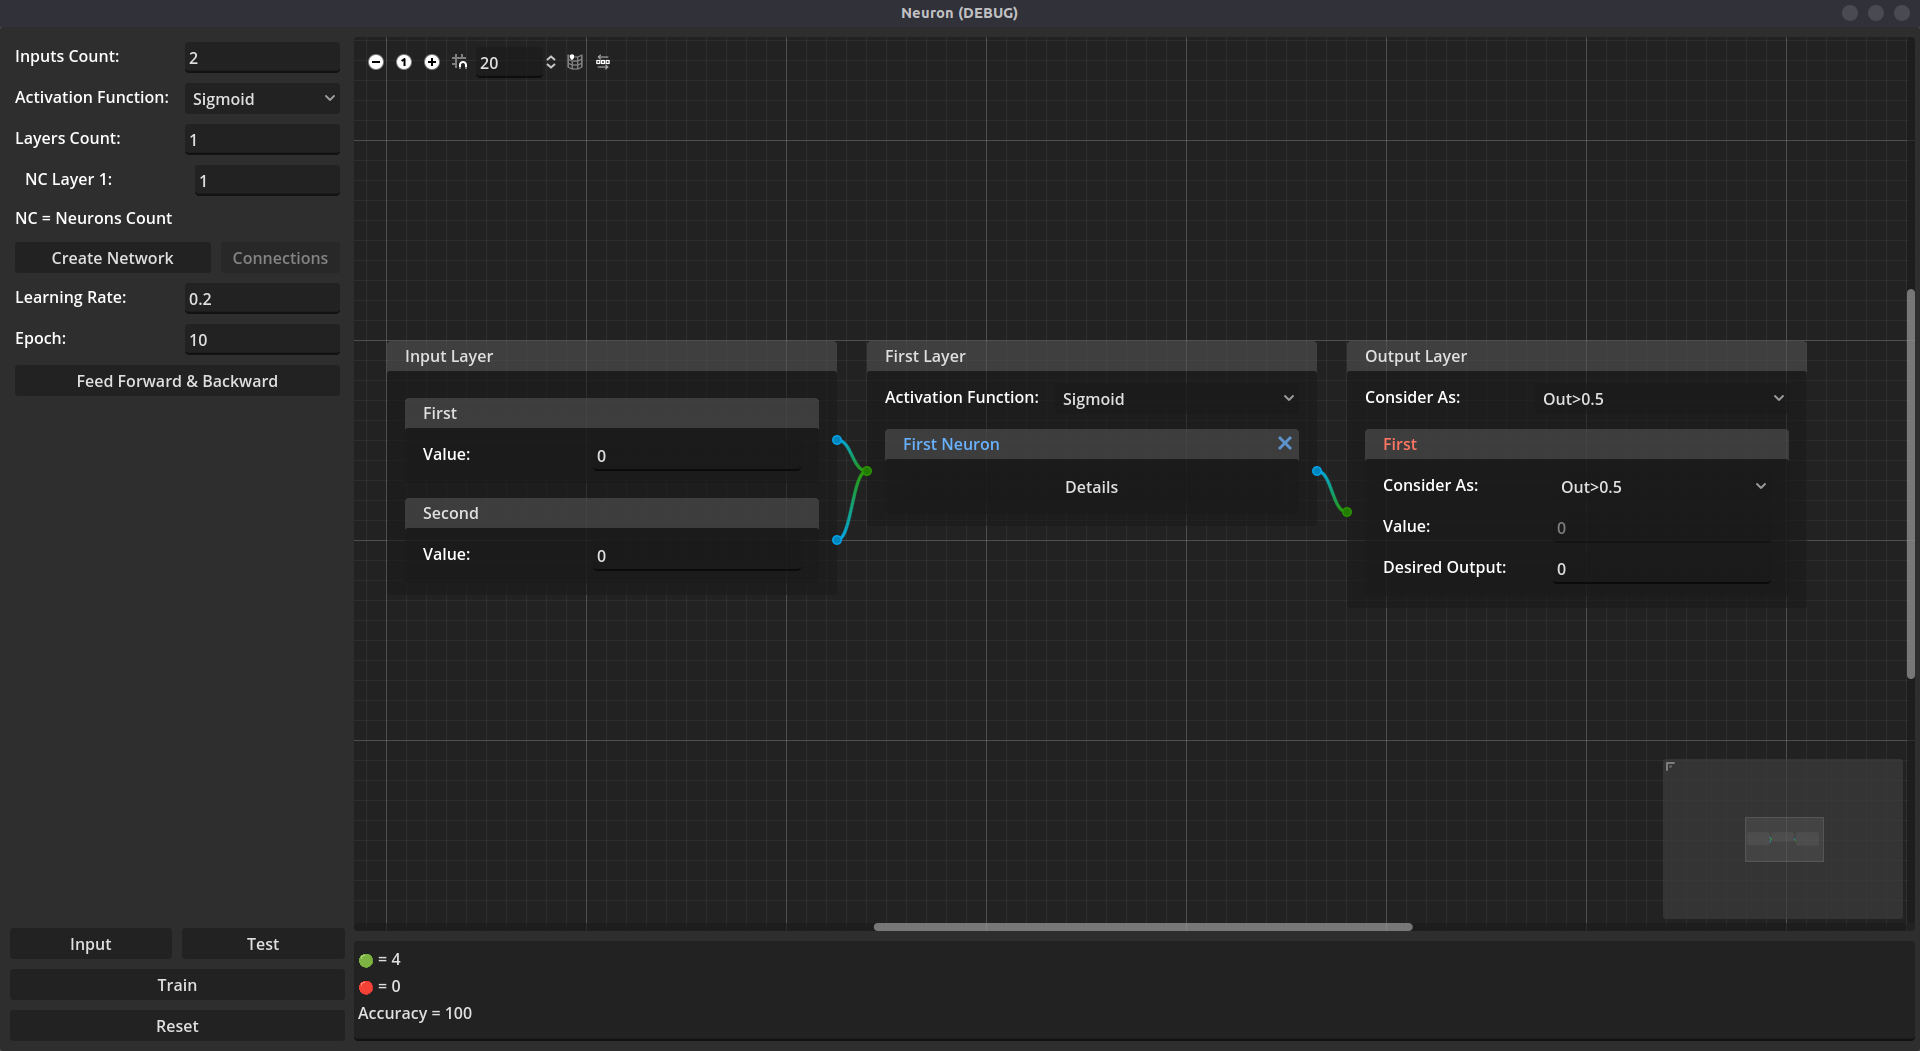 Neuron (DEBUG)
Inputs Count: 2
Activation Function: Sigmoid
Layers Count: 1
NC Layer 1: 1
NC = Neurons Count
Create Network Connections
Learning Rate: 0.2
Epoch: 10
Feed Forward & Backward
Input Test
Train
Reset
1 20
Input Layer
First
Value: 0
Second
Value: 0
First Layer
Activation Function: Sigmoid
First Neuron
Details
Output Layer
Consider As: Out>0.5
First
Consider As: Out>0.5
Value: 0
Desired Output: 0
= 4
= 0
Accuracy = 100